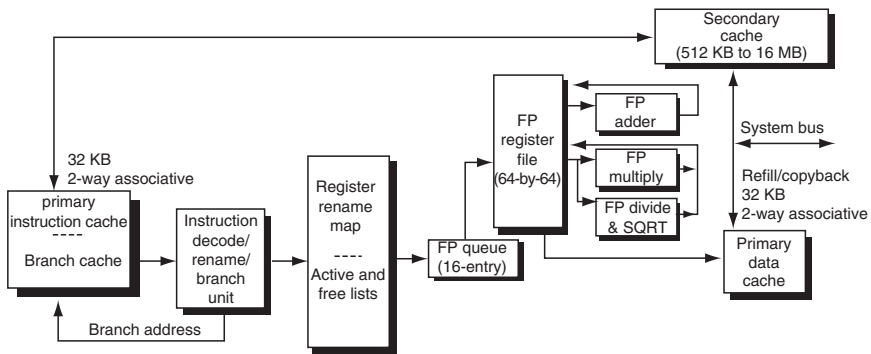 Secondary
cache
(512 KB to 16 MB)
FP
register
file
(64-by-64)
FP
adder
System bus
FP
multiply
Refill/copyback
32 KB
2-way associative
FP divide
& SQRT
32 KB
2-way associative
primary
instruction cache
----
Branch cache
Instruction
decode/
rename/
branch
unit
Register
rename
map
----
Active and
free lists
FP queue
(16-entry)
Primary
data
cache
Branch address